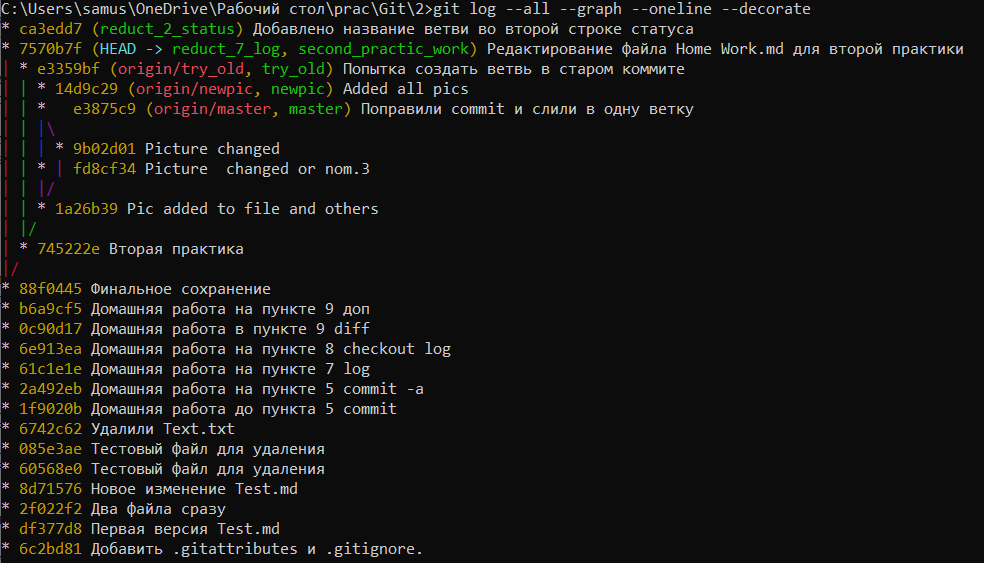 C:\Users\samus\OneDrive\Рабочий стол\prac\Git\2>git log --all --graph --oneline --decorate
* ca3edd7 (reduct_2_status) Добавлено название ветви во второй строке статуса
* 7570b7f (HEAD -> reduct_7_log, second_practic_work) Редактирование файла Home Work.md для второй практики
| * e3359bf (origin/try_old, try_old) Попытка создать ветвь в старом коммите
| | * 14d9c29 (origin/newpic, newpic) Added all pics
| | *   e3875c9 (origin/master, master) Поправили commit и слили в одну ветку
| | |\
| | | * 9b02d01 Picture changed
| | * | fd8cf34 Picture  changed or nom.3
| | |/
| | * 1a26b39 Pic added to file and others
| |/
| * 745222e Вторая практика
|/
* 88f0445 Финальное сохранение
* b6a9cf5 Домашняя работа на пункте 9 доп
* 0c90d17 Домашняя работа в пункте 9 diff
* 6e913ea Домашняя работа на пункте 8 checkout log
* 61c1e1e Домашняя работа на пункте 7 log
* 2a492eb Домашняя работа на пункте 5 commit -a
* 1f9020b Домашняя работа до пункта 5 commit
* 6742c62 Удалили Text.txt
* 085e3ae Тестовый файл для удаления
* 60568e0 Тестовый файл для удаления
* 8d71576 Новое изменение Test.md
* 2f022f2 Два файла сразу
* df377d8 Первая версия Test.md
* 6c2bd81 Добавить .gitattributes и .gitignore.